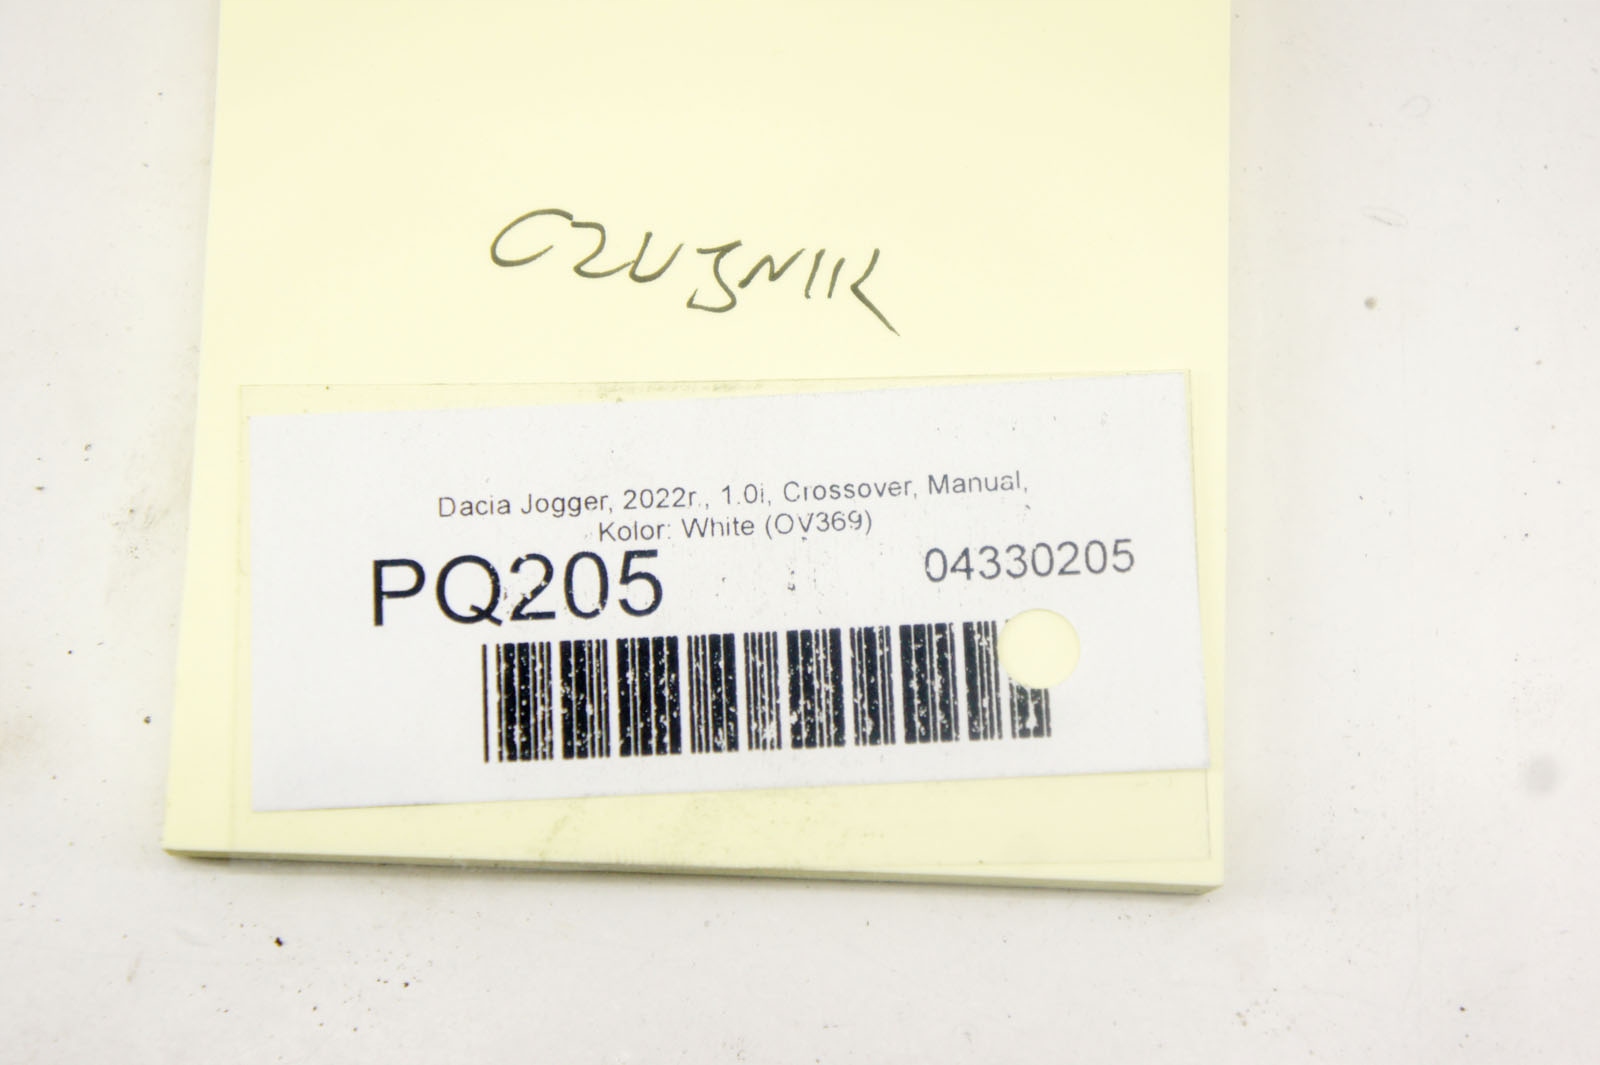 CZUJNIK
Dacia Jogger, 2022r., 1.0i, Crossover, Manual,
Kolor: White (OV369)
PQ205
04330205